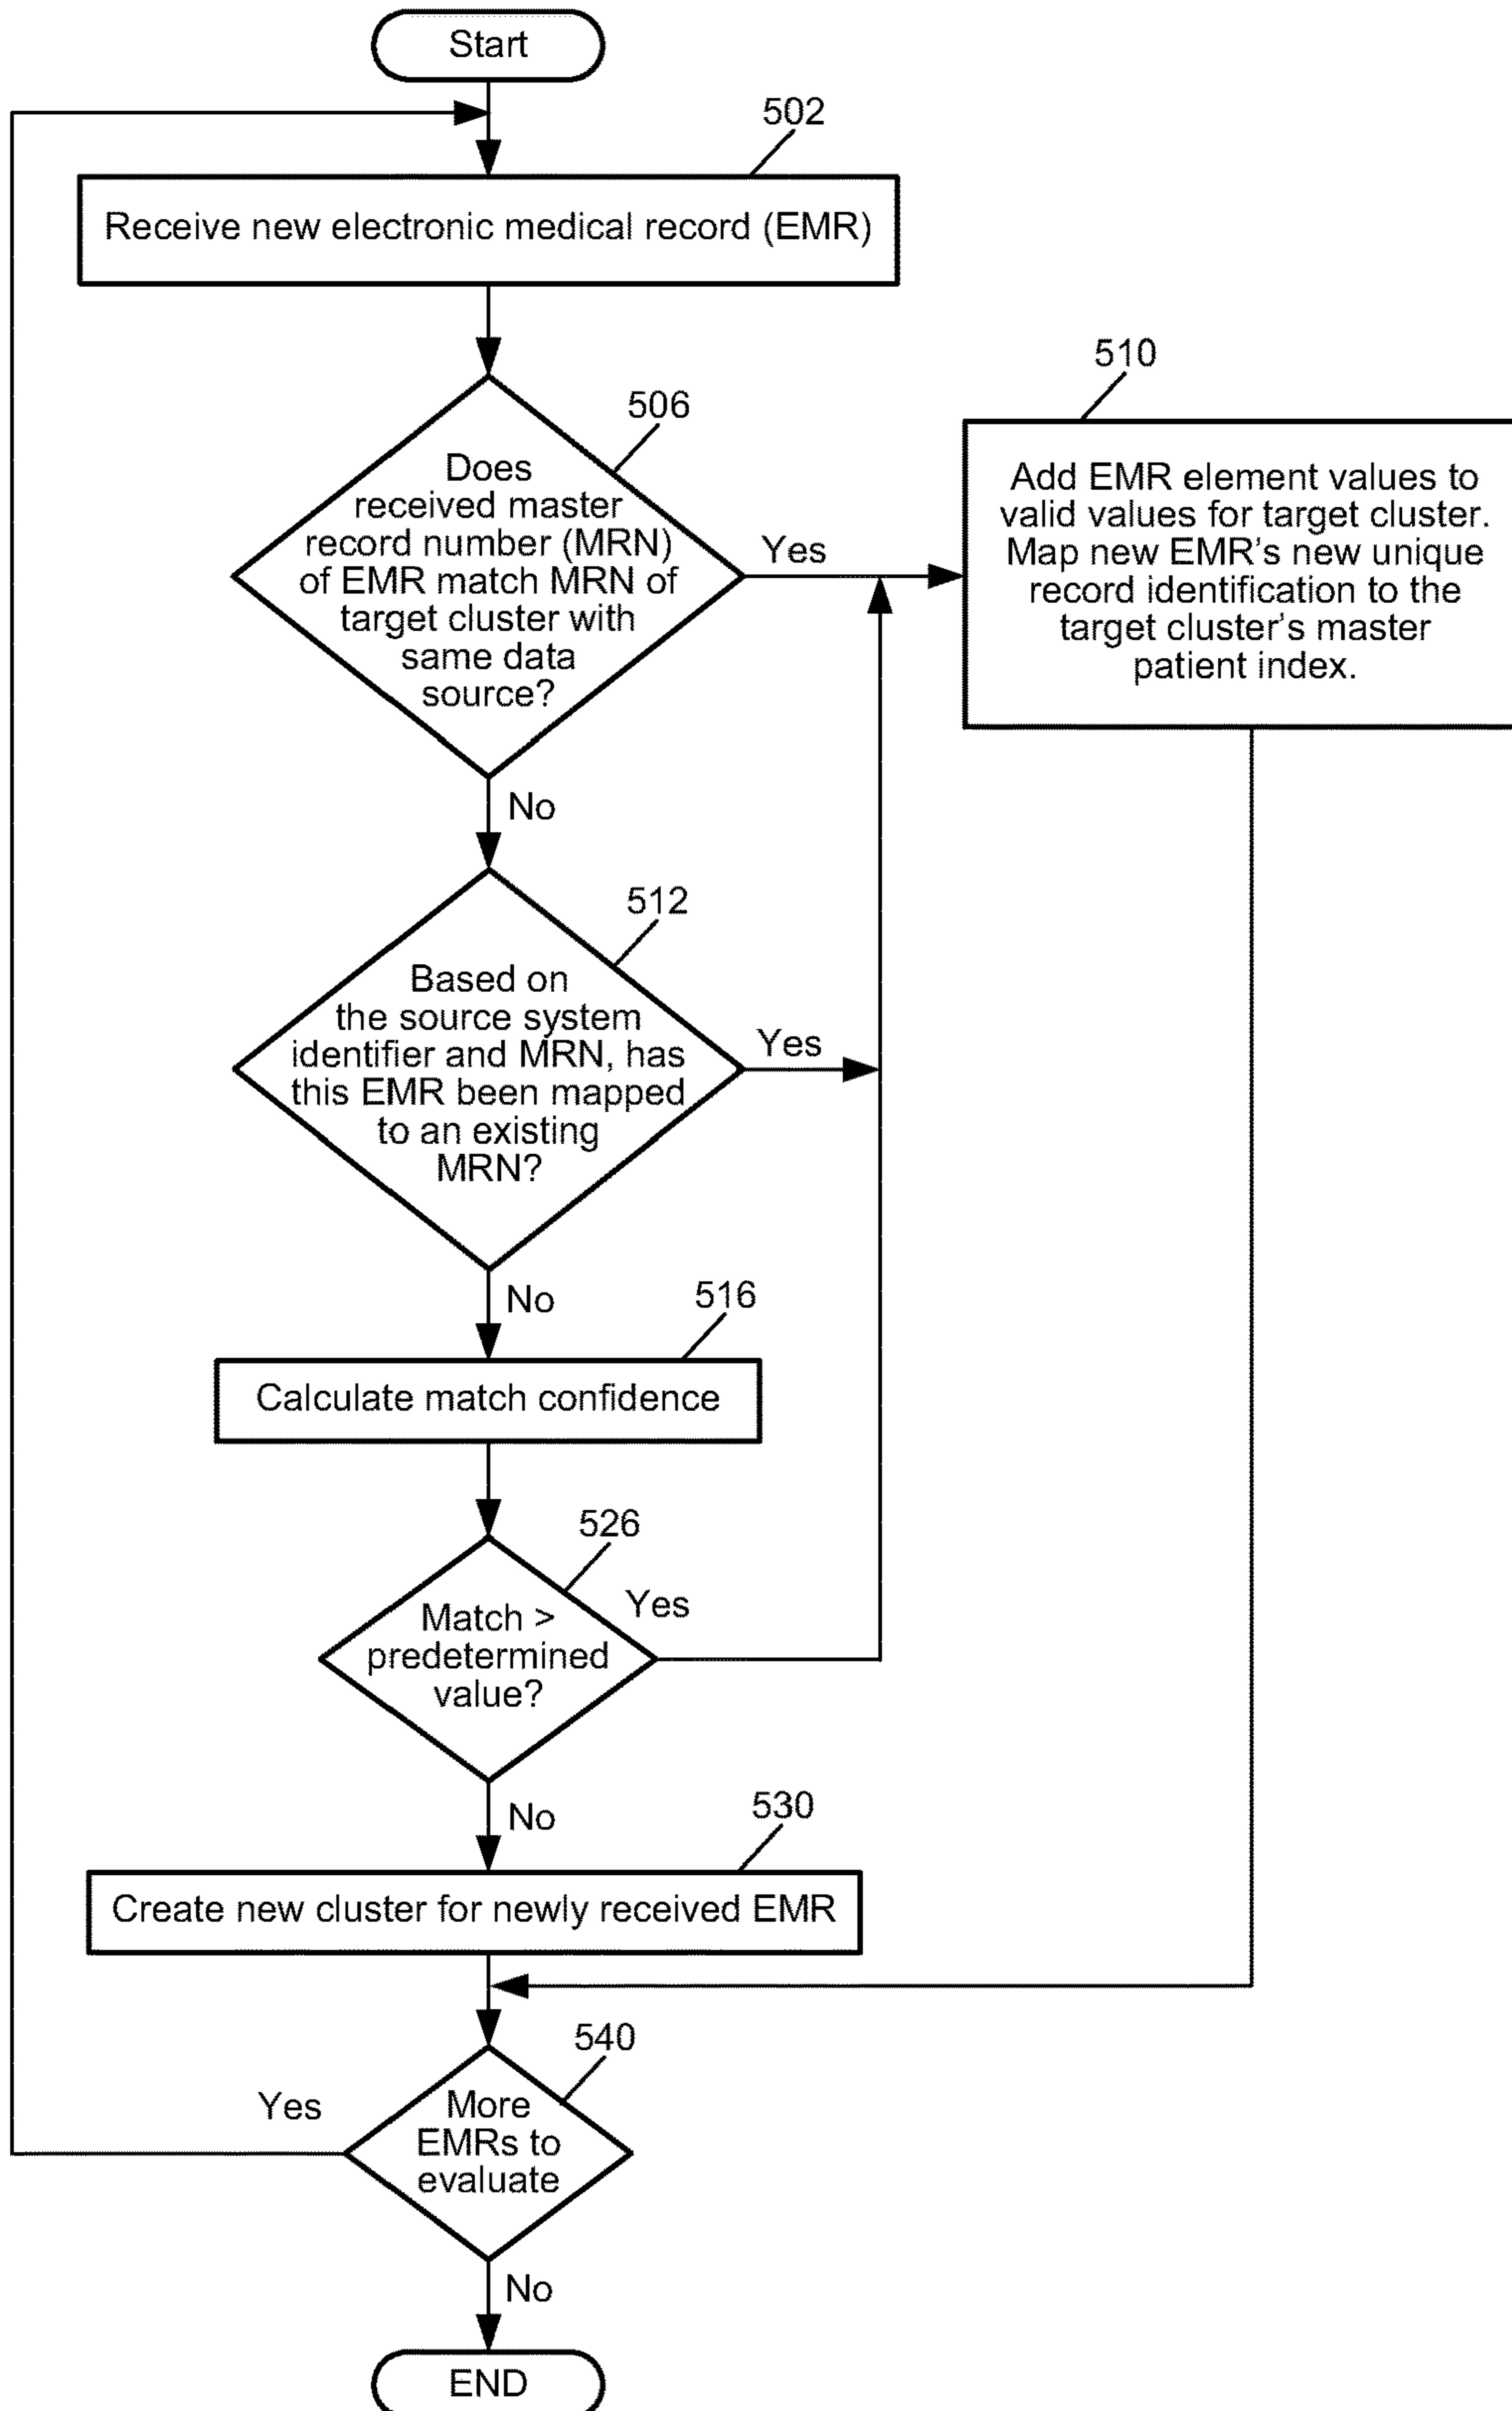 Start
502
Receive new electronic medical record (EMR)
506
Does
received master
record number (MRN)
of EMR match MRN of
target cluster with
same data
source?
Yes
510
Add EMR element values to
valid values for target cluster.
Map new EMR's new unique
record identification to the
target cluster's master
patient index.
No
512
Based on
the source system
identifier and MRN, has
this EMR been mapped
to an existing
MRN?
Yes
No
516
Calculate match confidence
526
Match >
predetermined
value?
Yes
No
530
Create new cluster for newly received EMR
540
More
EMRs to
evaluate
Yes
No
END